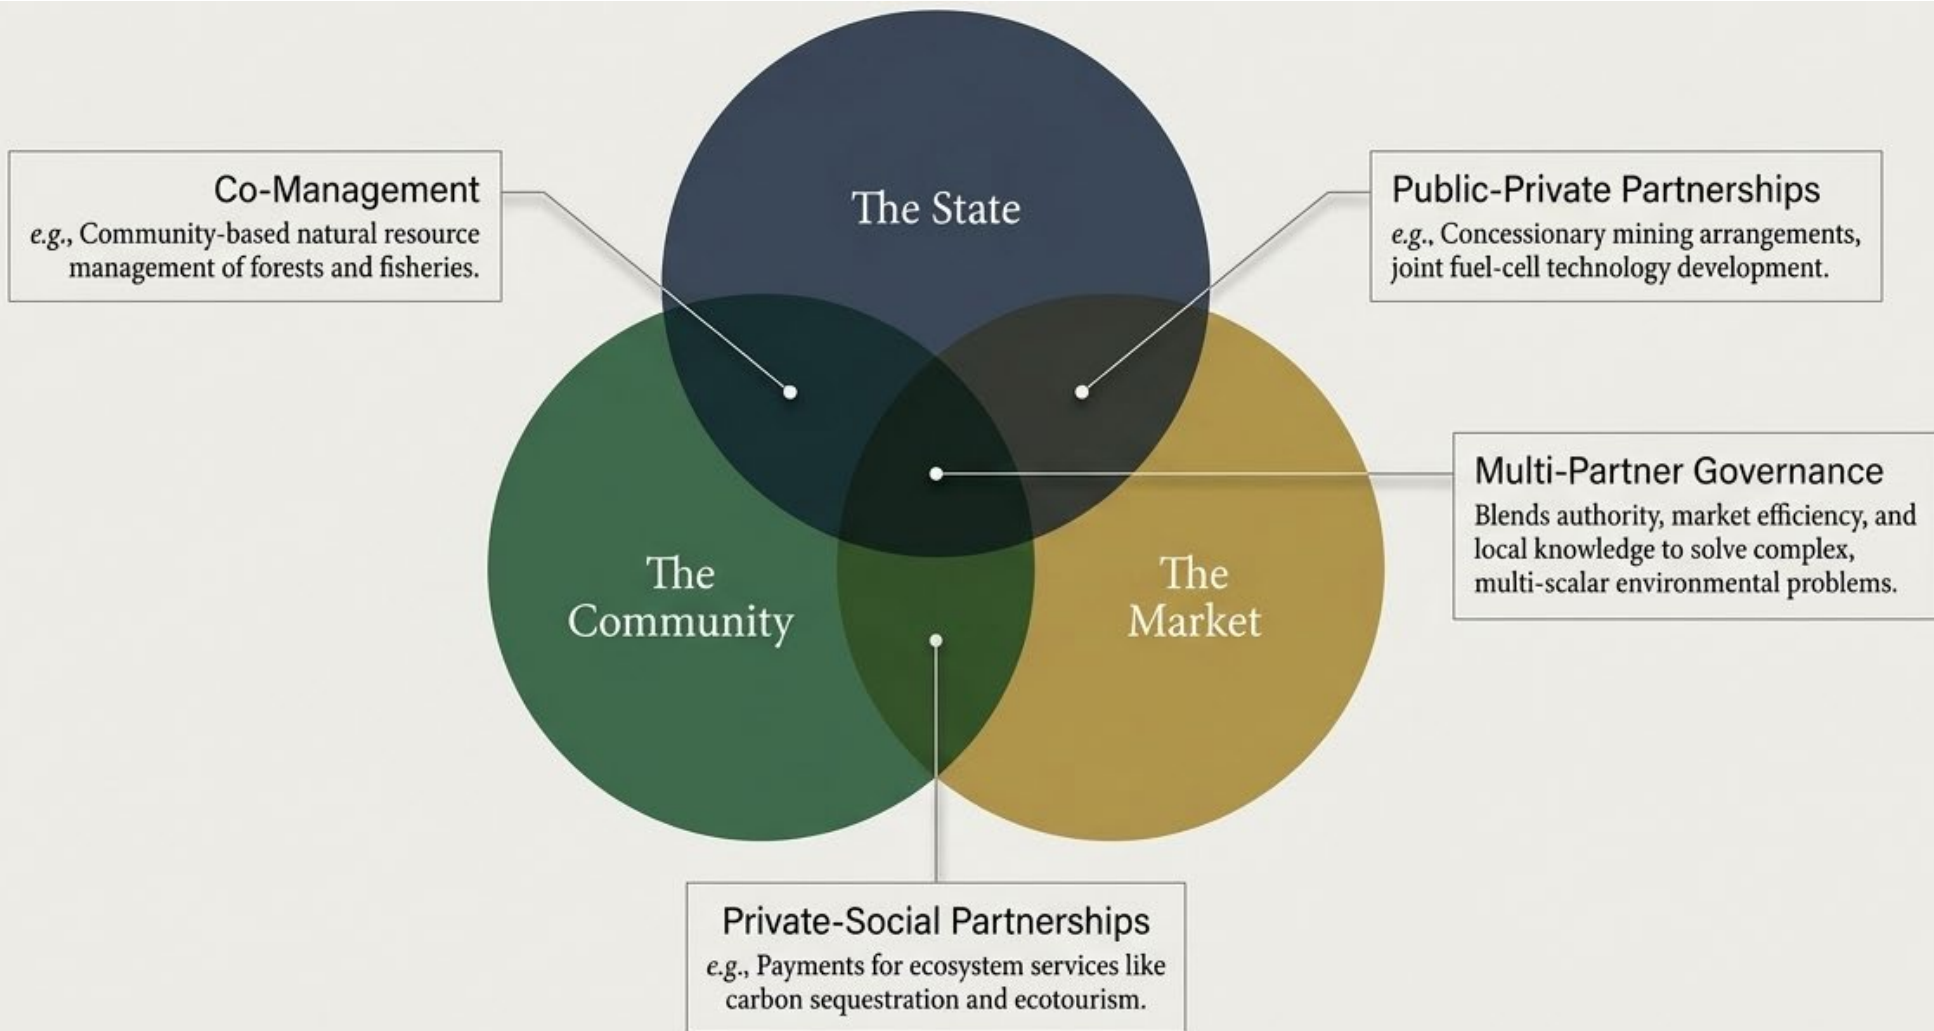 The State
Co-Management
e.g., Community-based natural resource
management of forests and fisheries.
Public-Private Partnerships
e.g., Concessionary mining arrangements,
joint fuel-cell technology development.
Multi-Partner Governance
Blends authority, market efficiency, and
local knowledge to solve complex,
multi-scalar environmental problems.
The
Community
The
Market
Private-Social Partnerships
e.g., Payments for ecosystem services like
carbon sequestration and ecotourism.